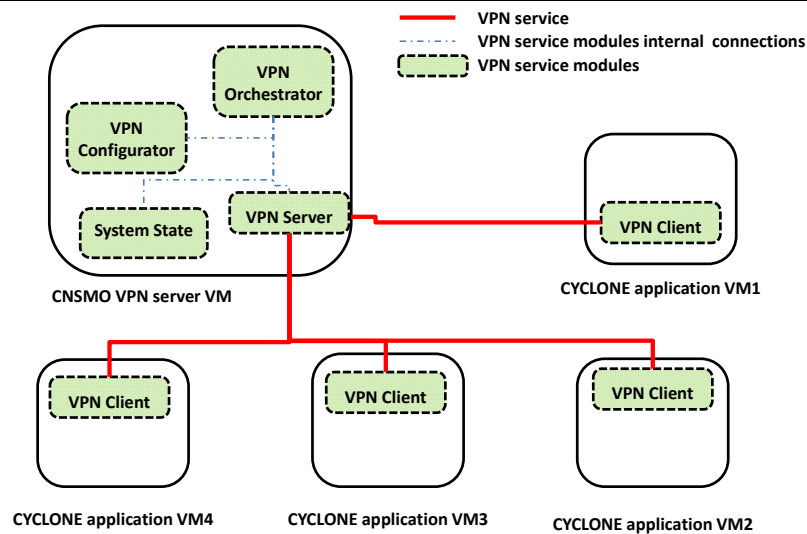 VPN service
VPN service modules internal connections
VPN service modules
VPN
Orchestrator
VPN
Configurator
System State
VPN Server
CNSMO VPN server VM
VPN Client
CYCLONE application VM1
VPN Client
CYCLONE application VM4
VPN Client
CYCLONE application VM3
VPN Client
CYCLONE application VM2